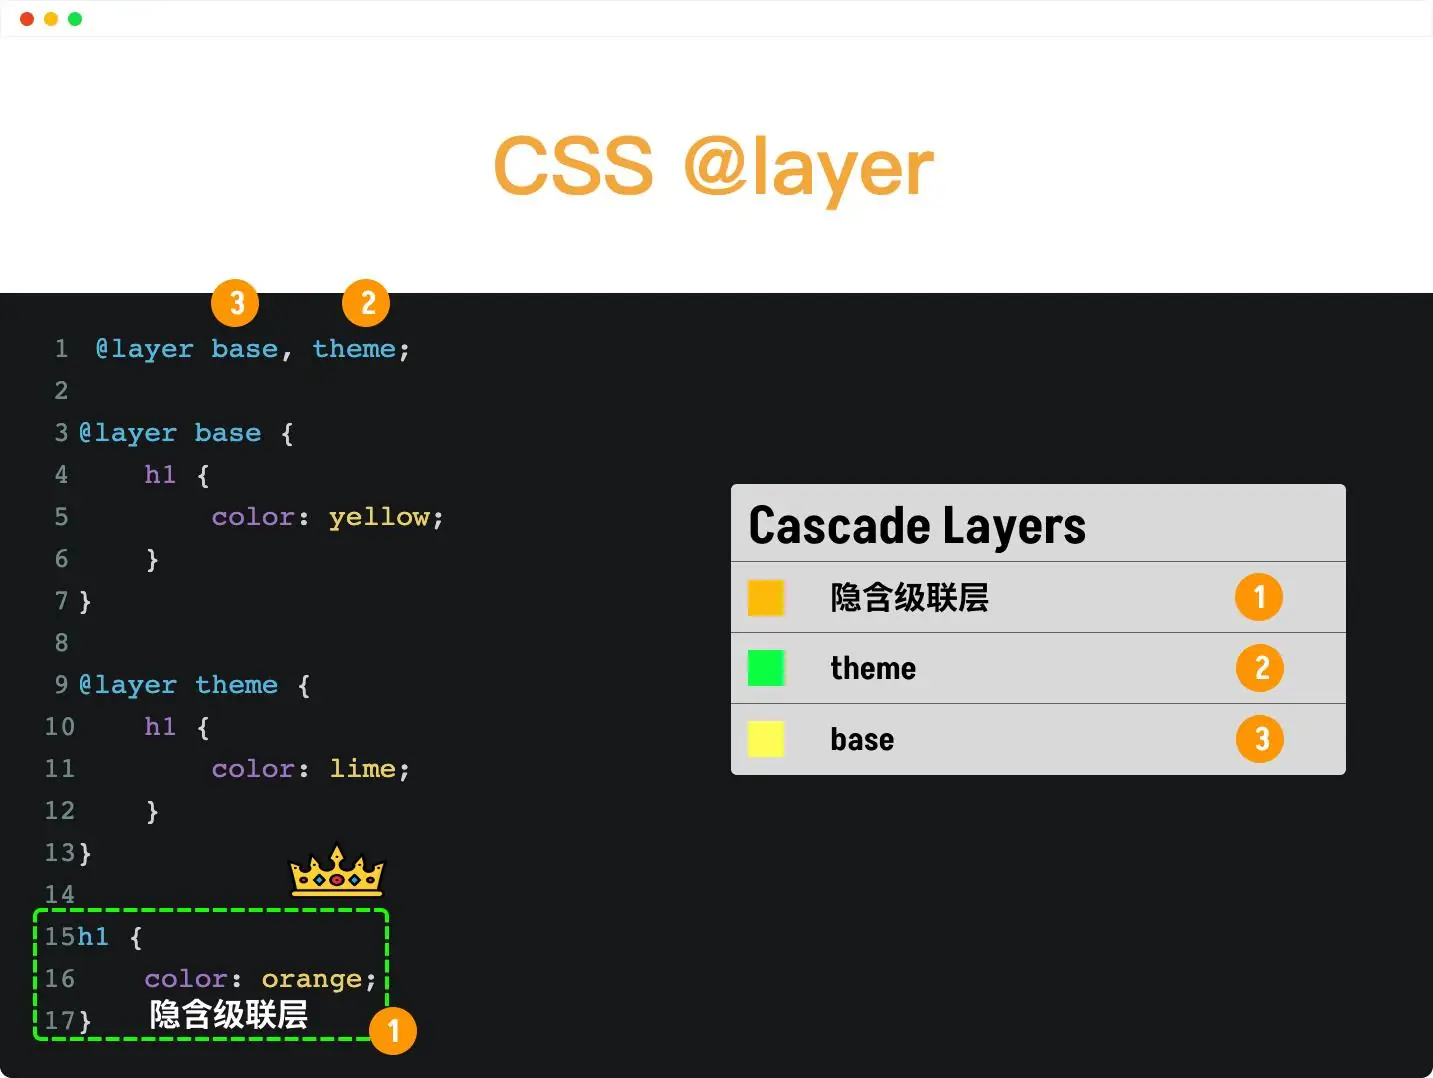 CSS @layer
3 2
1 @layer base, theme;
2
3 @layer base {
4 h1 {
5 color: yellow;
6 }
7 }
8
9 @layer theme {
10 h1 {
11 color: lime;
12 }
13 }
14
15 h1 {
16 color: orange;
17 } 隐含级联层
1
Cascade Layers
隐含级联层 1
theme 2
base 3